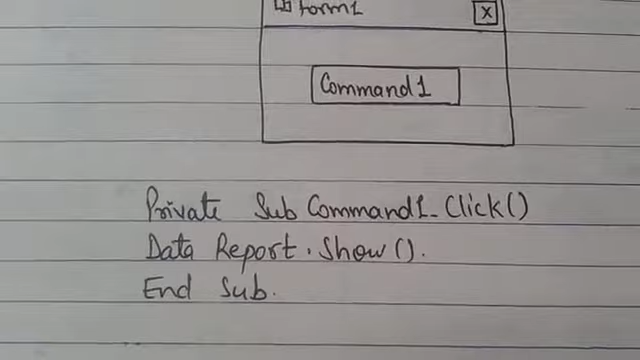 form1 X
Command1
Private Sub Command1_Click()
Data Report.Show().
End Sub.